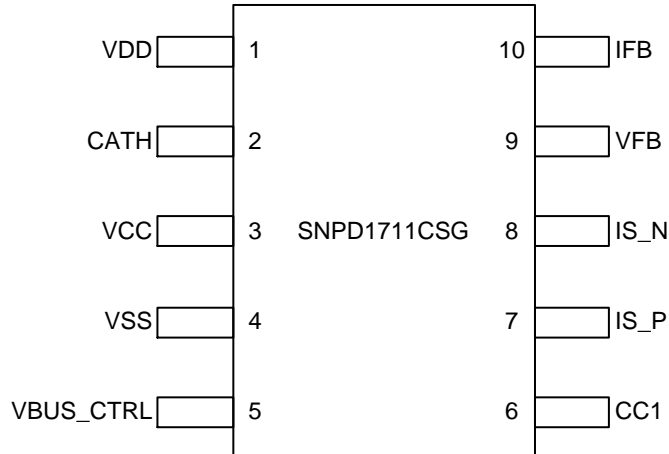 VDD 1 10 IFB
CATH 2 9 VFB
VCC 3 SNPD1711CSG 8 IS_N
VSS 4 7 IS_P
VBUS_CTRL 5 6 CC1